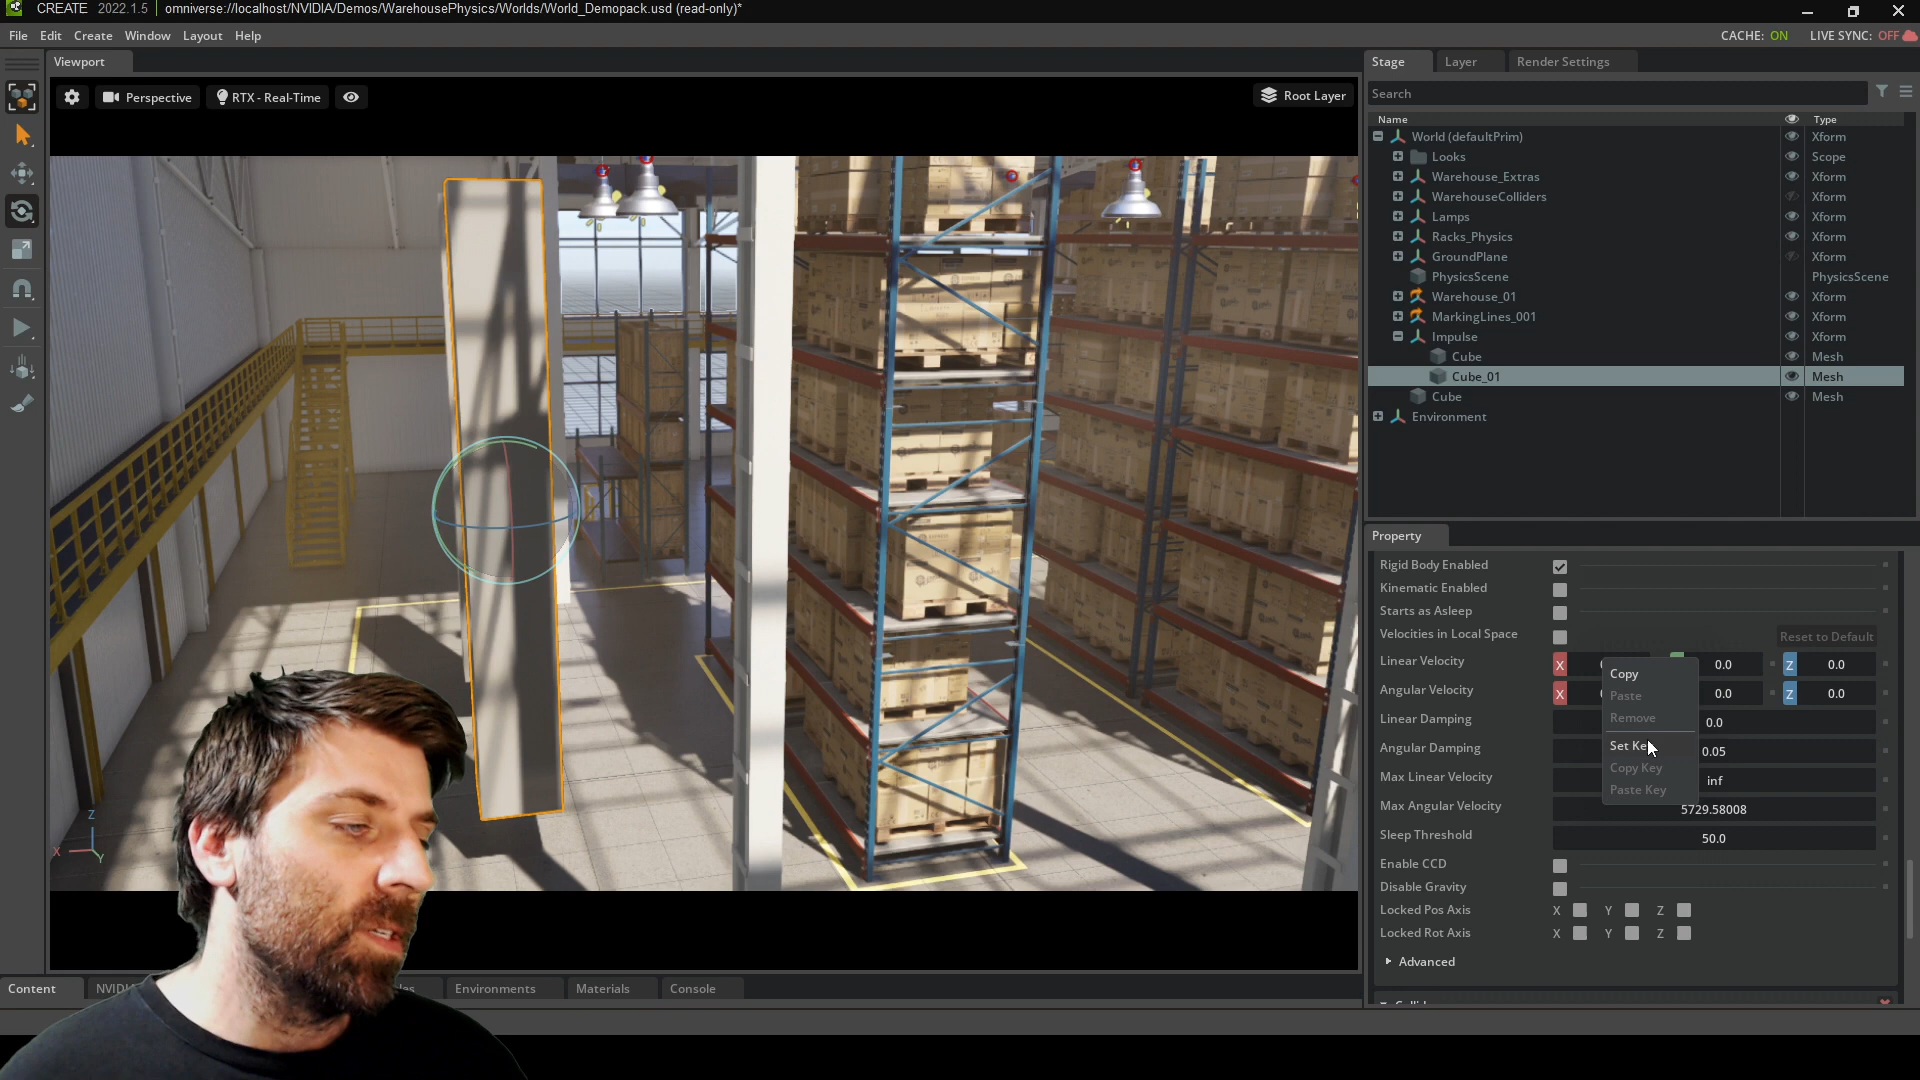 CREATE 2022.1.5 omniverse://localhost/NVIDIA/Demos/WarehousePhysics/Worlds/World_Demopack.usd (read-only)*
File Edit Create Window Layout Help
CACHE: ON LIVE SYNC: OFF
Viewport
Perspective
RTX - Real-Time
Root Layer
X
Z
Y
Stage Layer Render Settings
Search
Name Type
World (defaultPrim) Xform
Looks Scope
Warehouse_Extras Xform
WarehouseColliders Xform
Lamps Xform
Racks_Physics Xform
GroundPlane Xform
PhysicsScene PhysicsScene
Warehouse_01 Xform
MarkingLines_001 Xform
Impulse Xform
Cube Mesh
Cube_01 Mesh
Cube Mesh
Environment
Property
Rigid Body Enabled
Kinematic Enabled
Starts as Asleep
Velocities in Local Space
Reset to Default
Linear Velocity X 0.0 Z 0.0
Angular Velocity X 0.0 Z 0.0
Linear Damping 0.0
Angular Damping 0.05
Max Linear Velocity inf
Max Angular Velocity 5729.58008
Sleep Threshold 50.0
Enable CCD
Disable Gravity
Locked Pos Axis X Y Z
Locked Rot Axis X Y Z
Advanced
Copy
Paste
Remove
Set Key
Copy Key
Paste Key
Content Environments Materials Console